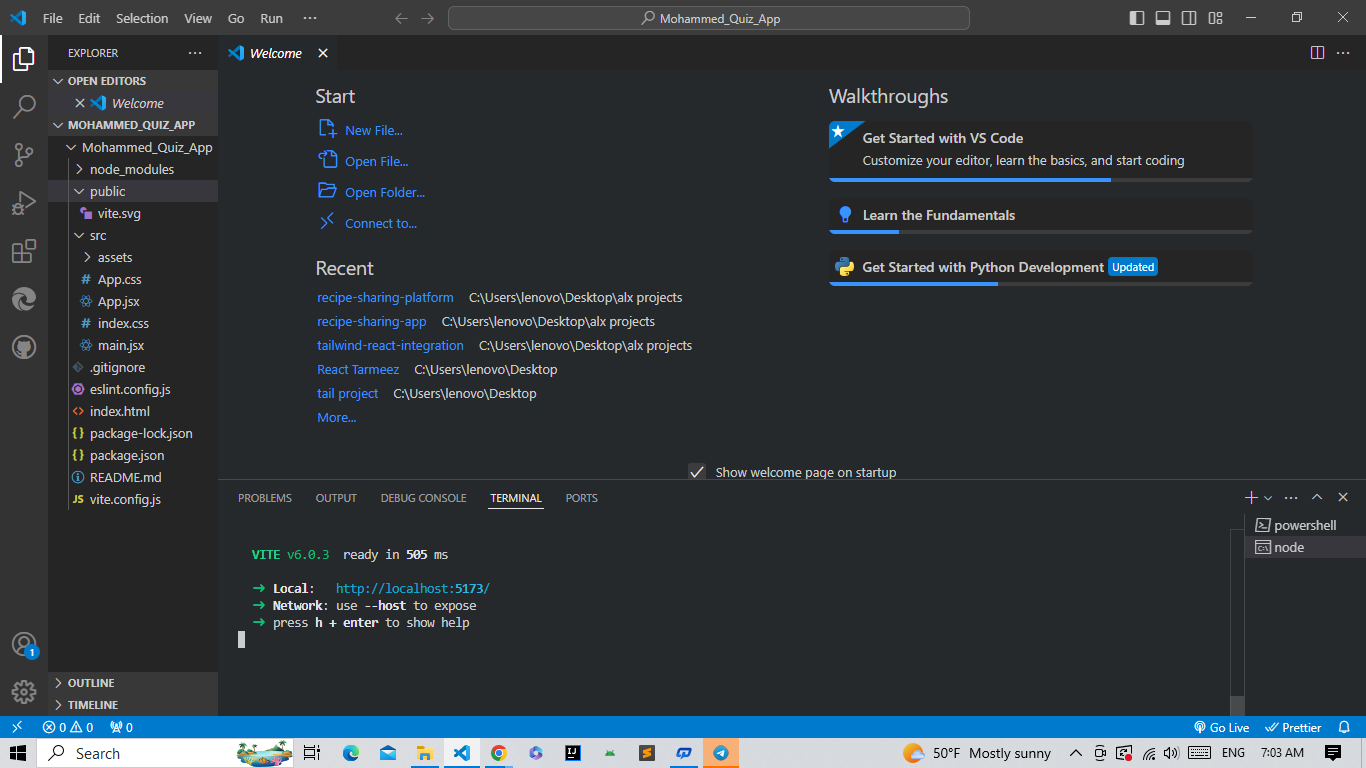 File Edit Selection View Go Run ···
Mohammed_Quiz_App
EXPLORER
OPEN EDITORS
Welcome
MOHAMMED_QUIZ_APP
Mohammed_Quiz_App
node_modules
public
vite.svg
src
assets
# App.css
App.jsx
# index.css
main.jsx
.gitignore
eslint.config.js
<> index.html
{} package-lock.json
{} package.json
README.md
JS vite.config.js
OUTLINE
TIMELINE
1
Welcome
Start
New File...
Open File...
Open Folder...
Connect to...
Recent
recipe-sharing-platform C:\Users\lenovo\Desktop\alx projects
recipe-sharing-app C:\Users\lenovo\Desktop\alx projects
tailwind-react-integration C:\Users\lenovo\Desktop\alx projects
React Tarmeez C:\Users\lenovo\Desktop
tail project C:\Users\lenovo\Desktop
More...
Walkthroughs
Get Started with VS Code
Customize your editor, learn the basics, and start coding
Learn the Fundamentals
Get Started with Python Development Updated
Show welcome page on startup
PROBLEMS OUTPUT DEBUG CONSOLE TERMINAL PORTS
VITE v6.0.3 ready in 505 ms
➜ Local: http://localhost:5173/
➜ Network: use --host to expose
➜ press h + enter to show help
powershell
node
0 0 0
Go Live
Prettier
Search
50°F Mostly sunny
ENG
7:03 AM